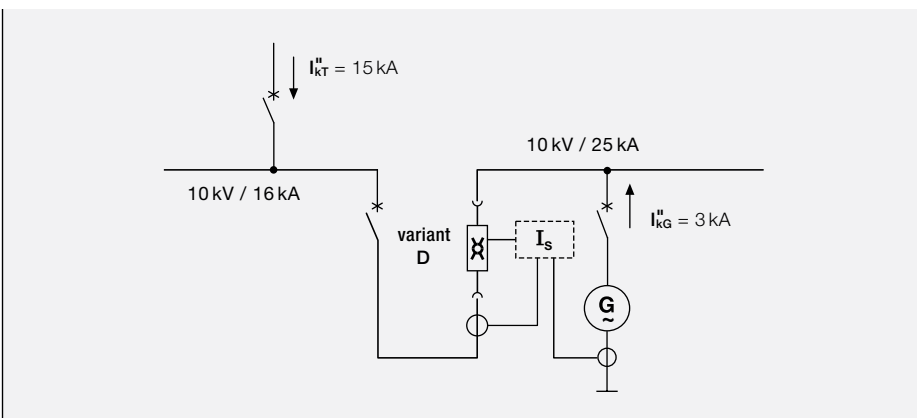 I"kT = 15 kA
10 kV / 25 kA
10 kV / 16 kA
I"kG = 3 kA
variant
D
Is
G
~